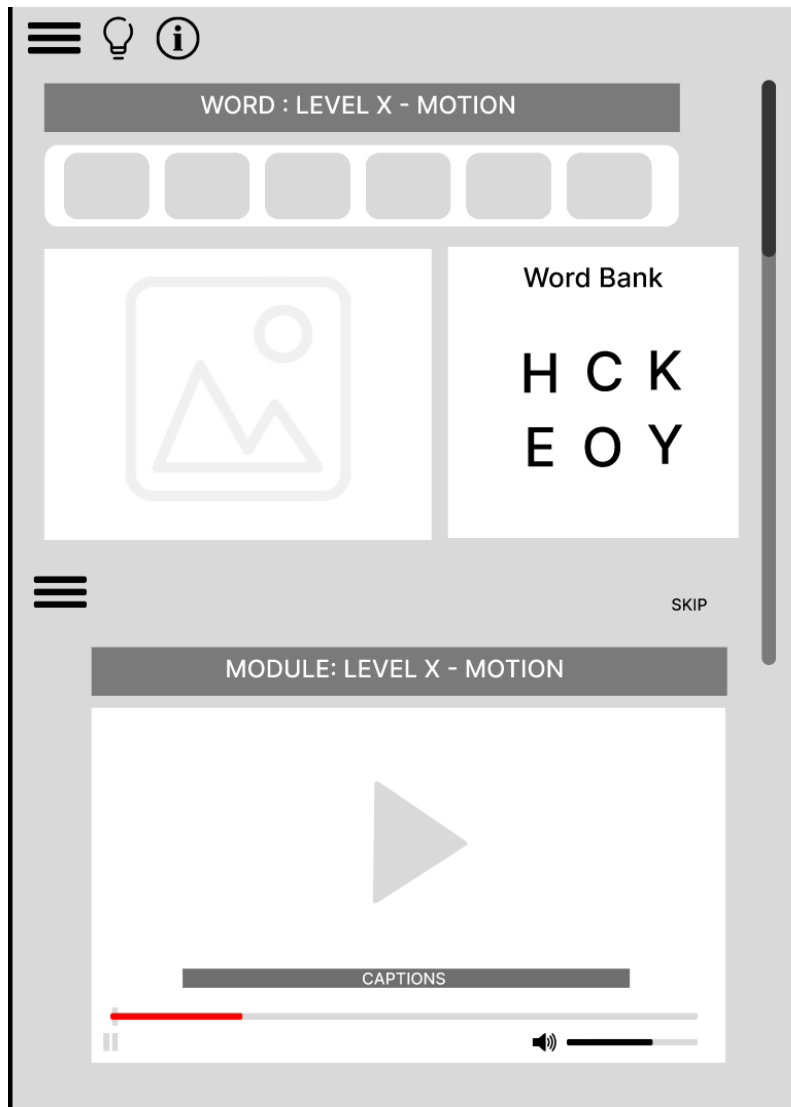 i
WORD : LEVEL X - MOTION
Word Bank
H C K
E O Y
SKIP
MODULE: LEVEL X - MOTION
CAPTIONS